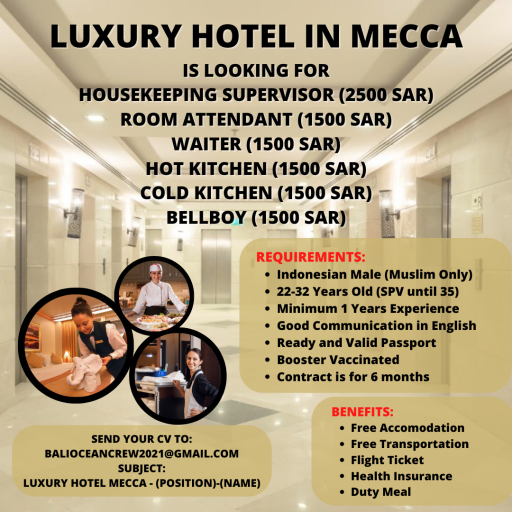 LUXURY HOTEL IN MECCA
IS LOOKING FOR
HOUSEKEEPING SUPERVISOR (2500 SAR)
ROOM ATTENDANT (1500 SAR)
WAITER (1500 SAR)
HOT KITCHEN (1500 SAR)
COLD KITCHEN (1500 SAR)
BELLBOY (1500 SAR)
REQUIREMENTS:
• Indonesian Male (Muslim Only)
• 22-32 Years Old (SPV until 35)
• Minimum 1 Years Experience
• Good Communication in English
• Ready and Valid Passport
• Booster Vaccinated
• Contract is for 6 months
BENEFITS:
• Free Accomodation
• Free Transportation
• Flight Ticket
• Health Insurance
• Duty Meal
SEND YOUR CV TO:
BALIOCEANCREW2021@GMAIL.COM
SUBJECT:
LUXURY HOTEL MECCA - (POSITION)-(NAME)